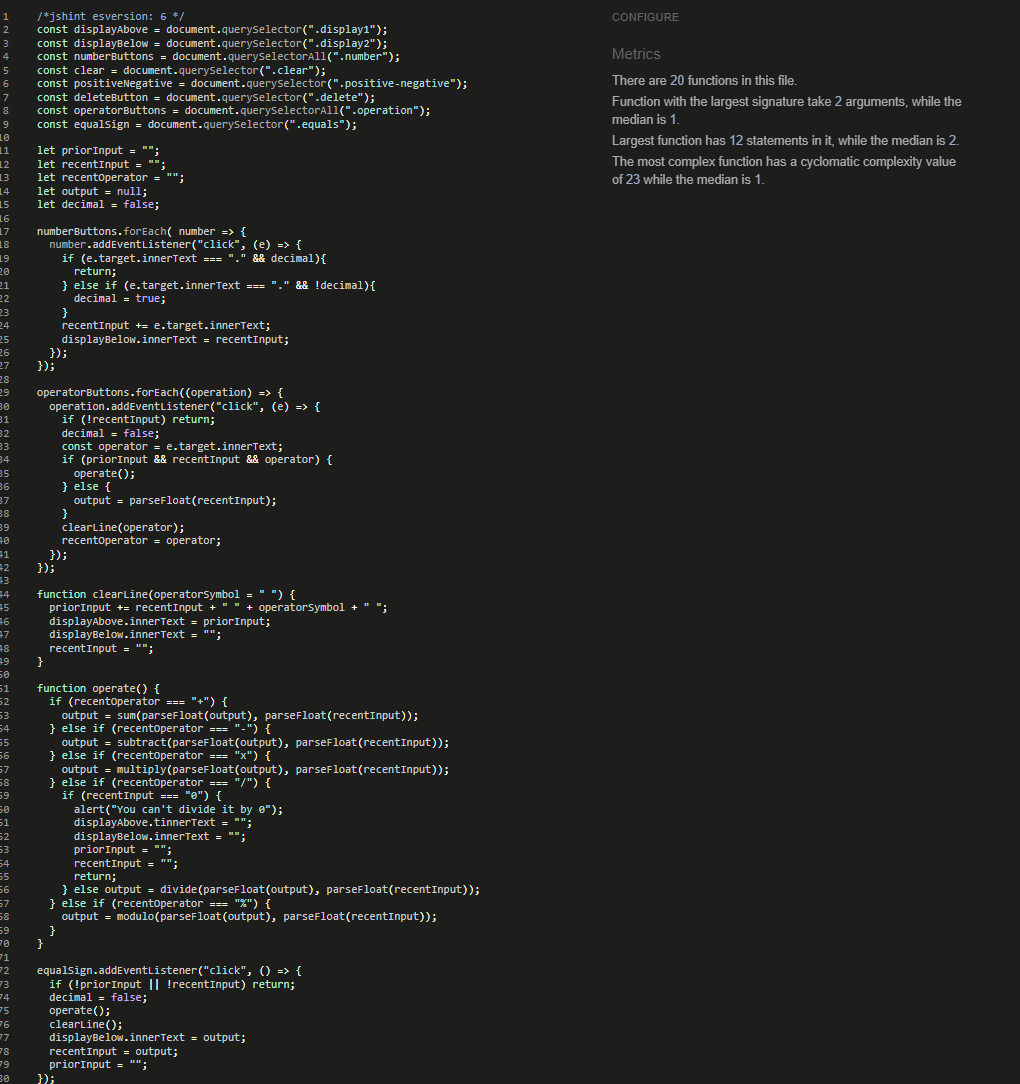 1 /*jshint esversion: 6 */
2 const displayAbove = document.querySelector(".display1");
3 const displayBelow = document.querySelector(".display2");
4 const numberButtons = document.querySelectorAll(".number");
5 const clear = document.querySelector(".clear");
6 const positiveNegative = document.querySelector(".positive-negative");
7 const deleteButton = document.querySelector(".delete");
8 const operatorButtons = document.querySelectorAll(".operation");
9 const equalSign = document.querySelector(".equals");
10
11 let priorInput = "";
12 let recentInput = "";
13 let recentOperator = "";
14 let output = null;
15 let decimal = false;
16
17 numberButtons.forEach( number => {
18 number.addEventListener("click", (e) => {
19 if (e.target.innerText === "." && decimal){
20 return;
21 } else if (e.target.innerText === "." && !decimal){
22 decimal = true;
23 }
24 recentInput += e.target.innerText;
25 displayBelow.innerText = recentInput;
26 });
27 });
28
29 operatorButtons.forEach((operation) => {
30 operation.addEventListener("click", (e) => {
31 if (!recentInput) return;
32 decimal = false;
33 const operator = e.target.innerText;
34 if (priorInput && recentInput && operator) {
35 operate();
36 } else {
37 output = parseFloat(recentInput);
38 }
39 clearLine(operator);
40 recentOperator = operator;
41 });
42 });
43
44 function clearLine(operatorSymbol = " ") {
45 priorInput += recentInput + " " + operatorSymbol + " ";
46 displayAbove.innerText = priorInput;
47 displayBelow.innerText = "";
48 recentInput = "";
49 }
50
51 function operate() {
52 if (recentOperator === "+") {
53 output = sum(parseFloat(output), parseFloat(recentInput));
54 } else if (recentOperator === "-") {
55 output = subtract(parseFloat(output), parseFloat(recentInput));
56 } else if (recentOperator === "x") {
57 output = multiply(parseFloat(output), parseFloat(recentInput));
58 } else if (recentOperator === "/") {
59 if (recentInput === "0") {
60 alert("You can't divide it by 0");
61 displayAbove.tinnerText = "";
62 displayBelow.innerText = "";
63 priorInput = "";
64 recentInput = "";
65 return;
66 } else output = divide(parseFloat(output), parseFloat(recentInput));
67 } else if (recentOperator === "%") {
68 output = modulo(parseFloat(output), parseFloat(recentInput));
69 }
70 }
71
72 equalSign.addEventListener("click", () => {
73 if (!priorInput || !recentInput) return;
74 decimal = false;
75 operate();
76 clearLine();
77 displayBelow.innerText = output;
78 recentInput = output;
79 priorInput = "";
80 });
CONFIGURE
Metrics
There are 20 functions in this file.
Function with the largest signature take 2 arguments, while the
median is 1.
Largest function has 12 statements in it, while the median is 2.
The most complex function has a cyclomatic complexity value
of 23 while the median is 1.